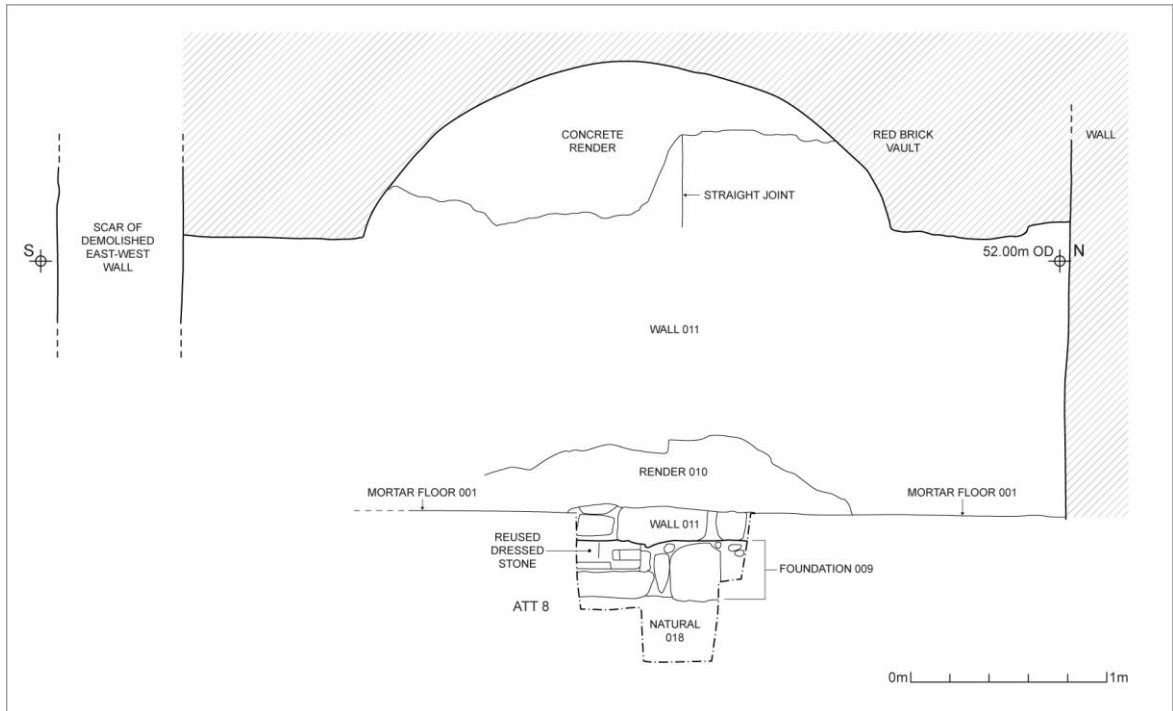 CONCRETE
RENDER
RED BRICK
VAULT
WALL
STRAIGHT JOINT
SCAR OF
DEMOLISHED
EAST-WEST
WALL
S
52.00m OD
N
WALL 011
RENDER 010
MORTAR FLOOR 001
MORTAR FLOOR 001
WALL 011
REUSED
DRESSED
STONE
FOUNDATION 009
ATT 8
NATURAL
018
0m
1m